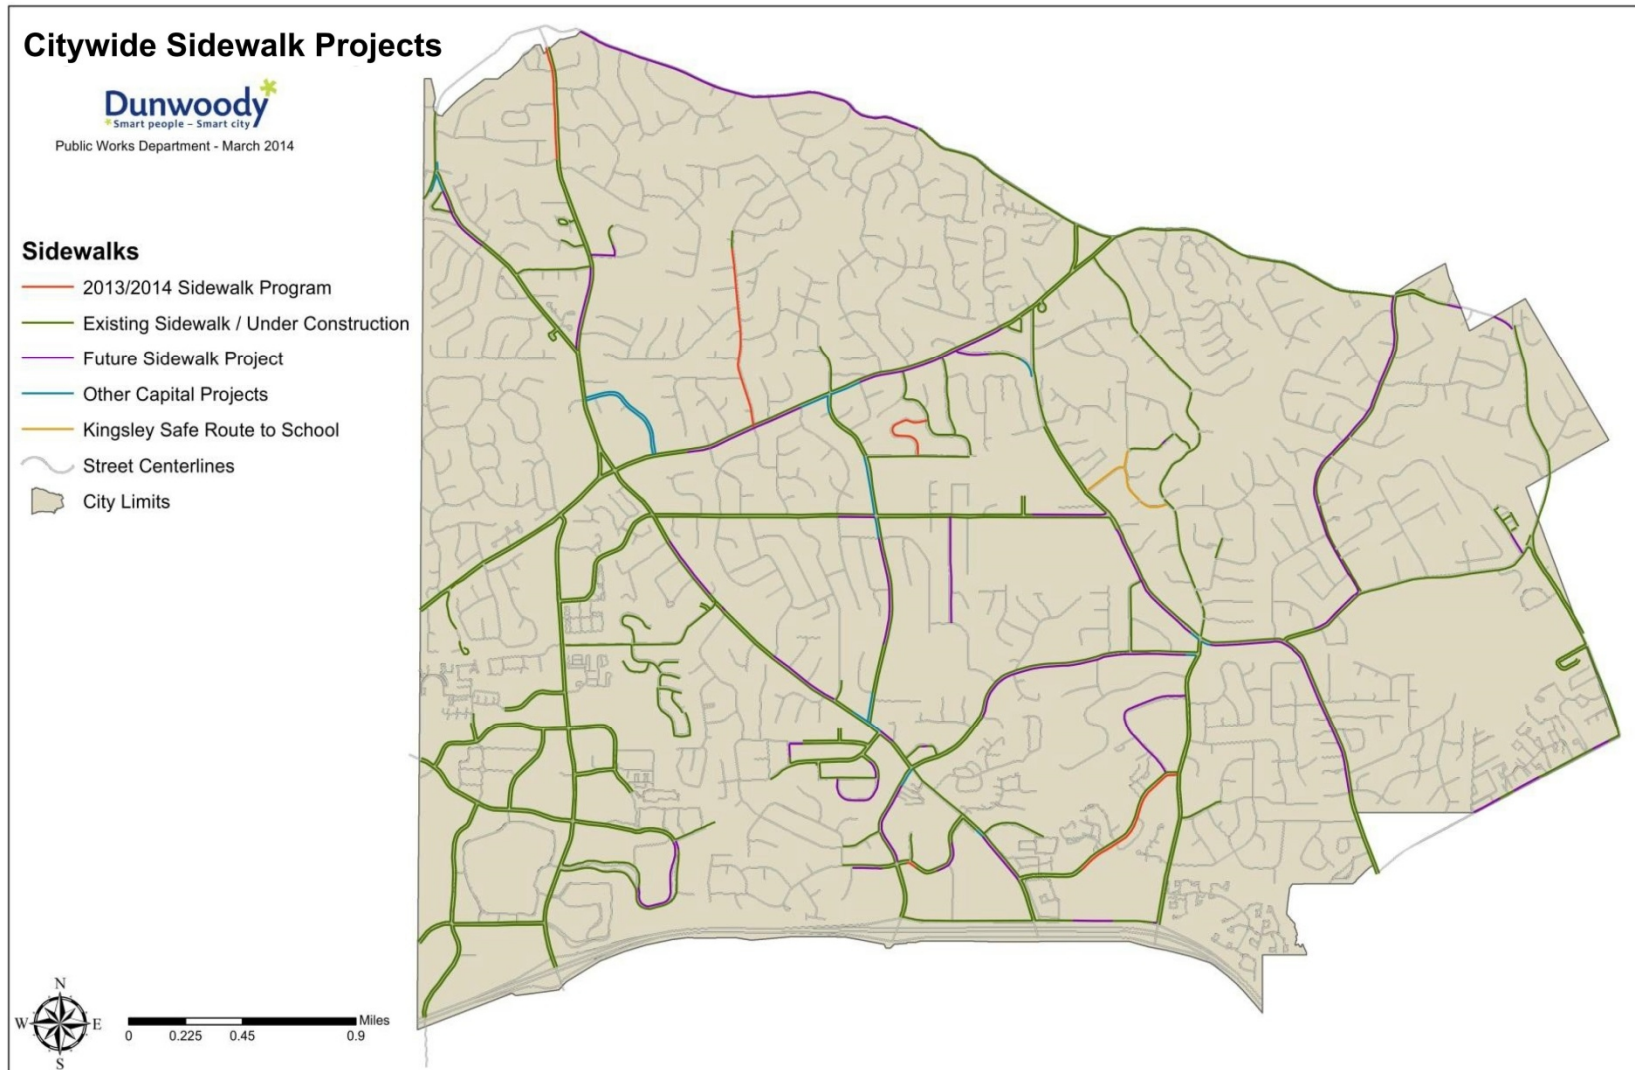 Citywide Sidewalk Projects
Dunwoody
Smart people – Smart city
Public Works Department - March 2014
Sidewalks
2013/2014 Sidewalk Program
Existing Sidewalk / Under Construction
Future Sidewalk Project
Other Capital Projects
Kingsley Safe Route to School
Street Centerlines
City Limits
N
W E
S
Miles
0 0.225 0.45 0.9